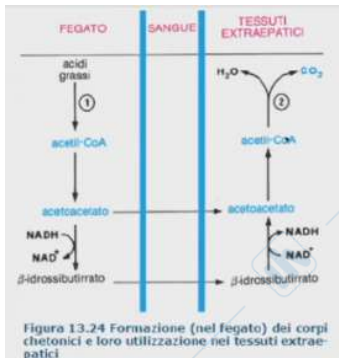 FEGATO
SANGUE
TESSUTI
EXTRAEPATICI
acidi
grassi
H₂O
CO₂
1
2
acetil-CoA
acetil-CoA
acetoacetato
acetoacetato
NADH
NAD⁺
NADH
NAD⁺
β-idrossibutirrato
β-idrossibutirrato
Figura 13.24 Formazione (nel fegato) dei corpi
chetonici e loro utilizzazione nei tessuti extrae-
patici